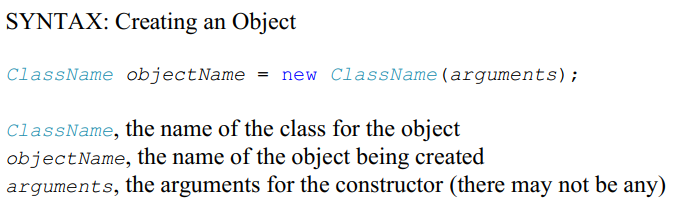 SYNTAX: Creating an Object
ClassName objectName = new ClassName(arguments);
ClassName, the name of the class for the object
objectName, the name of the object being created
arguments, the arguments for the constructor (there may not be any)